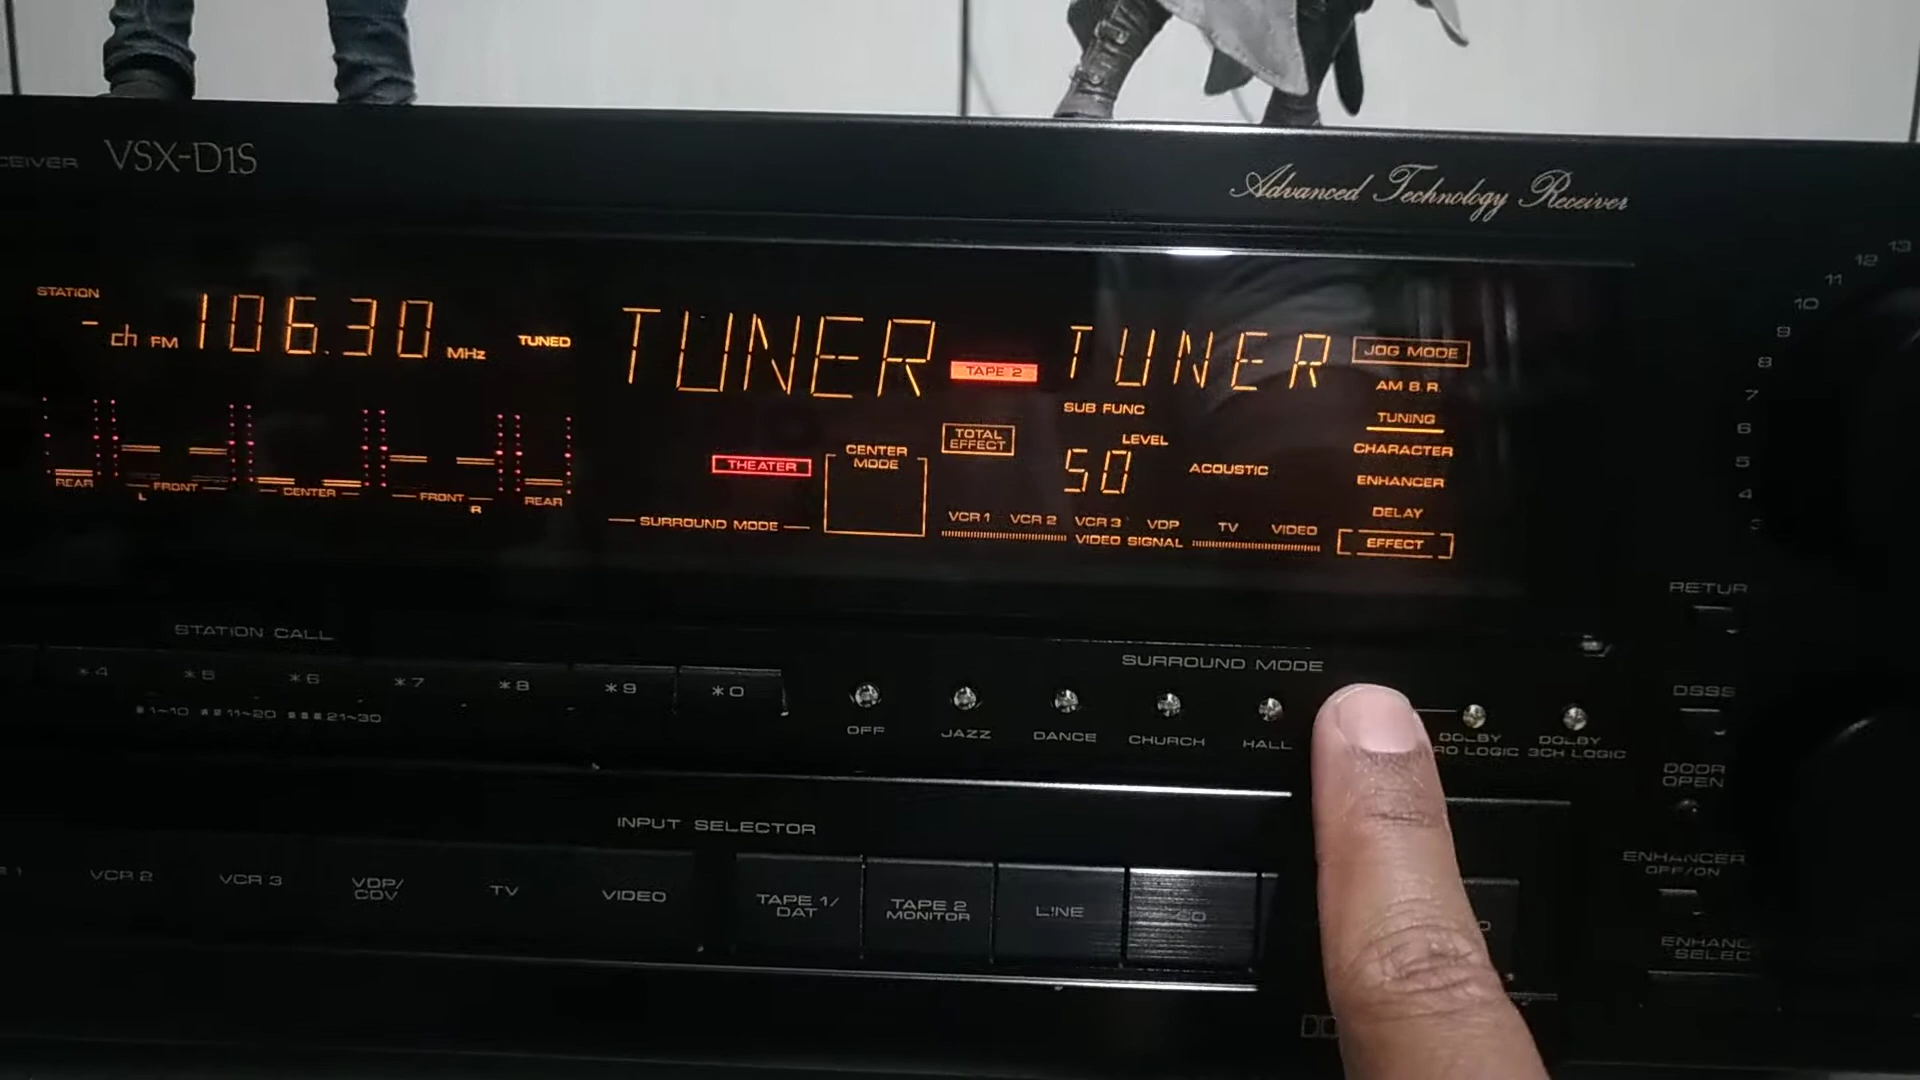 VSX-D1S
Advanced Technology Receiver
STATION
- ch FM 106.30 MHz TUNED
TUNER TAPE 2 TUNER
SUB FUNC
JOG MODE
AM B.R.
TUNING
CHARACTER
ENHANCER
DELAY
EFFECT
REAR FRONT CENTER FRONT REAR
L R
THEATER
SURROUND MODE
CENTER
MODE
TOTAL
EFFECT
LEVEL
50 ACOUSTIC
VCR 1 VCR 2 VCR 3 VDP TV VIDEO
VIDEO SIGNAL
13
12
11
10
9
8
7
6
5
4
3
STATION CALL
*4 *5 *6 *7 *8 *9 *0
1~10 11~20 21~30
SURROUND MODE
OFF JAZZ DANCE CHURCH HALL
DOLBY
LOGIC
DOLBY
3CH LOGIC
DSSS
DOOR
OPEN
ENHANCER
OFF/ON
INPUT SELECTOR
VCR 2 VCR 3 VDP/
CDV
TV VIDEO TAPE 1/
DAT
TAPE 2
MONITOR
LINE